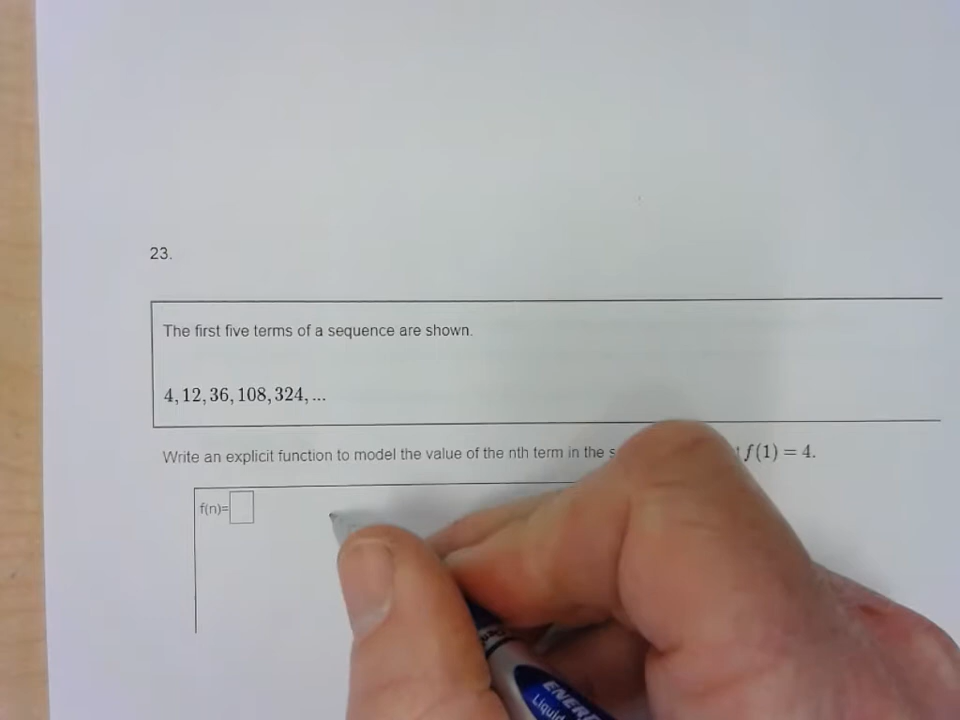 23.
The first five terms of a sequence are shown.
4, 12, 36, 108, 324, ...
Write an explicit function to model the value of the nth term in the f(1) = 4.
f(n)=
Liquid